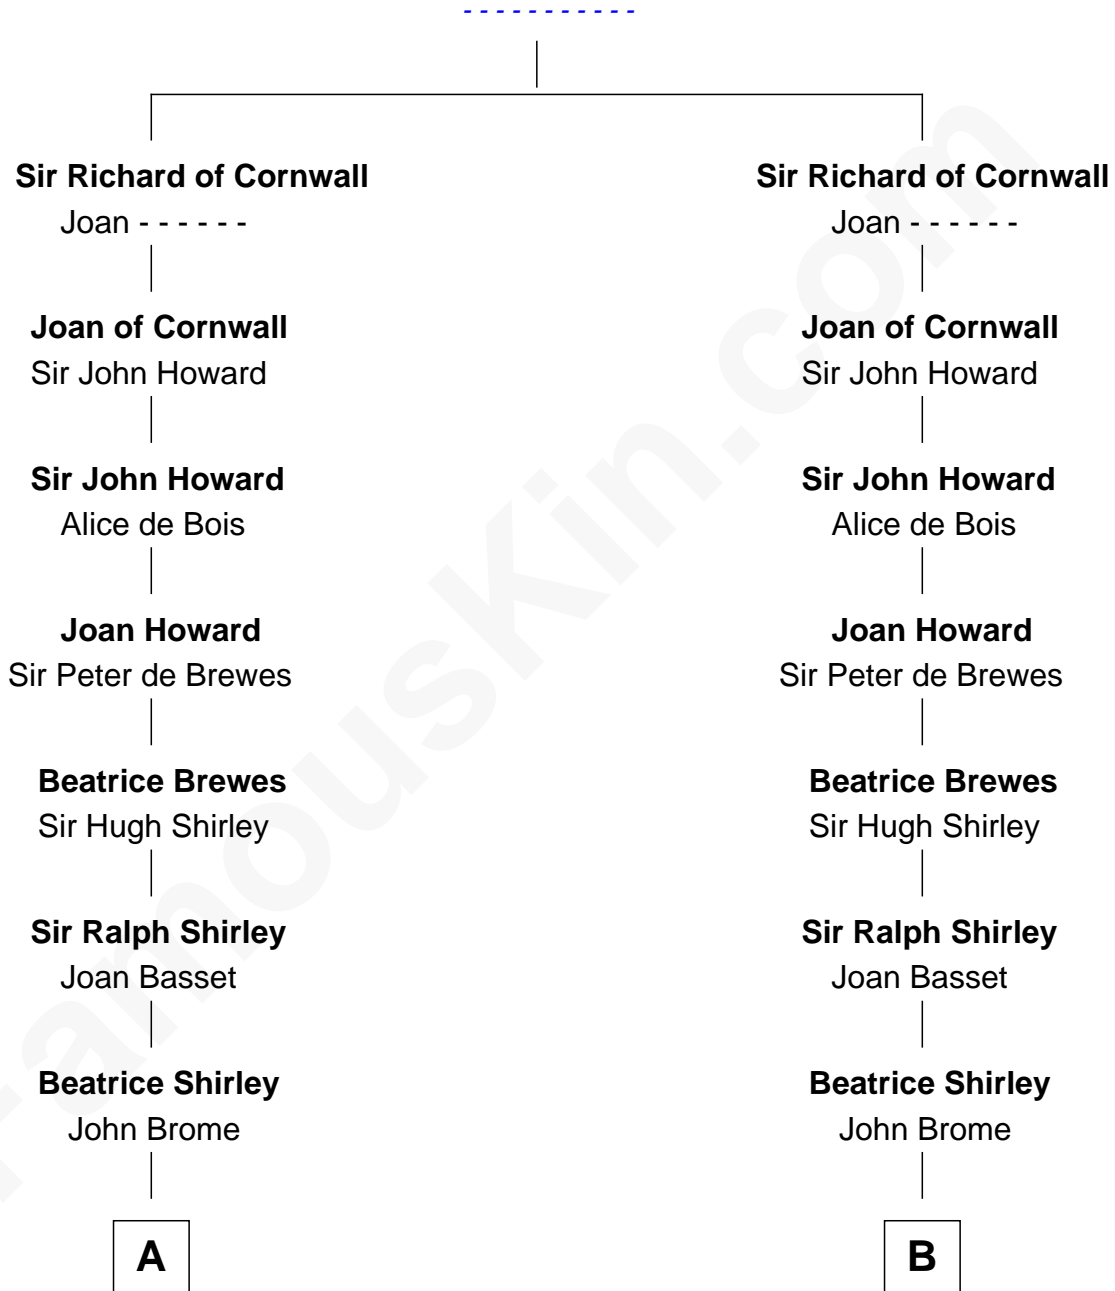 - - - - - - - - - - -
Sir Richard of Cornwall
Joan - - - - - -
Joan of Cornwall
Sir John Howard
Sir John Howard
Alice de Bois
Joan Howard
Sir Peter de Brewes
Beatrice Brewes
Sir Hugh Shirley
Sir Ralph Shirley
Joan Basset
Beatrice Shirley
John Brome
A
Sir Richard of Cornwall
Joan - - - - - -
Joan of Cornwall
Sir John Howard
Sir John Howard
Alice de Bois
Joan Howard
Sir Peter de Brewes
Beatrice Brewes
Sir Hugh Shirley
Sir Ralph Shirley
Joan Basset
Beatrice Shirley
John Brome
B
FamousKin.com